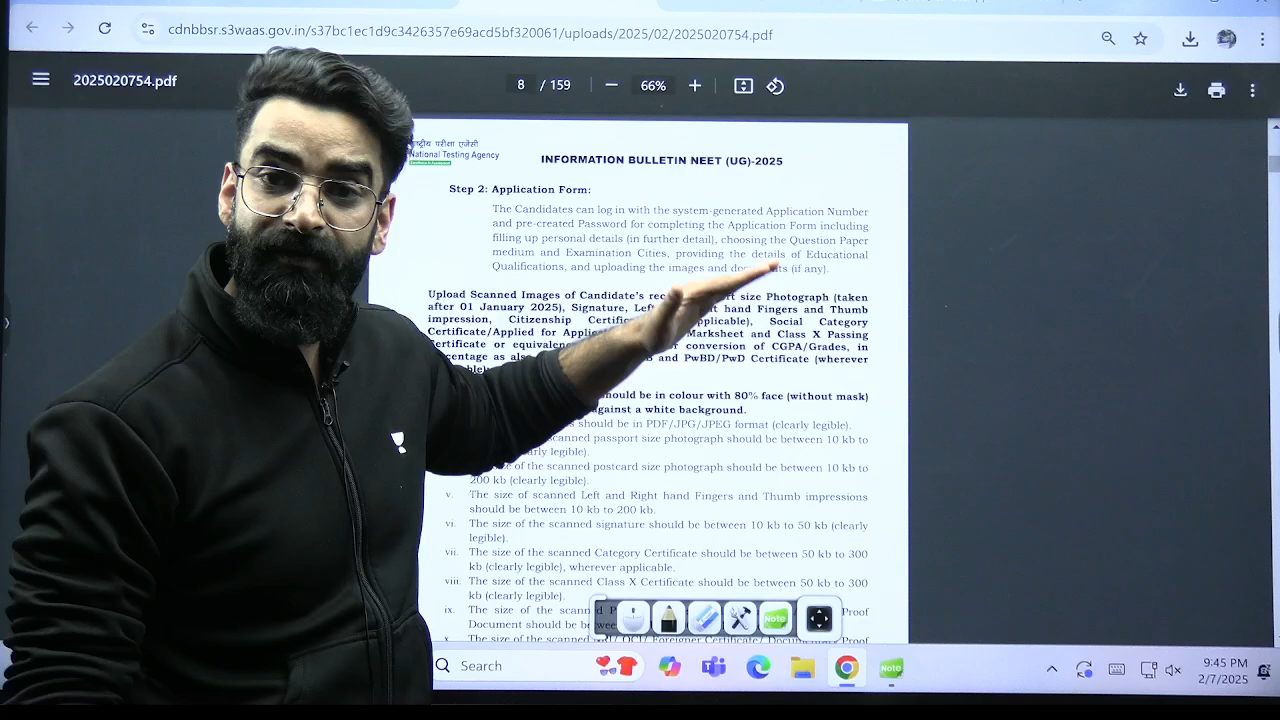 cdnbbsr.s3waas.gov.in/s37bc1ec1d9c3426357e69acd5bf320061/uploads/2025/02/2025020754.pdf
2025020754.pdf
8 / 159
66%
राष्ट्रीय परीक्षा एजेंसी
National Testing Agency
INFORMATION BULLETIN NEET (UG)-2025
Step 2: Application Form:
The Candidates can log in with the system-generated Application Number
and pre-created Password for completing the Application Form including
filling up personal details (in further detail), choosing the Question Paper
medium and Examination Cities, providing the details of Educational
Qualifications, and uploading the images and (if any).
Upload Scanned Images of Candidate's size Photograph (taken
after 01 January 2025), Signature, hand Fingers and Thumb
impression, Citizenship Social Category
Certificate/Applied for Marksheet and Class X Passing
or conversion of CGPA/Grades, in
as and PwBD/PwD Certificate (wherever
should be in colour with 80% face (without mask)
against a white background.
should be in PDF/JPG/JPEG format (clearly legible).
scanned passport size photograph should be between 10 kb to
legible).
of the scanned postcard size photograph should be between 10 kb to
200 kb (clearly legible).
v. The size of scanned Left and Right hand Fingers and Thumb impressions
should be between 10 kb to 200 kb.
vi. The size of the scanned signature should be between 10 kb to 50 kb (clearly
legible).
vii. The size of the scanned Category Certificate should be between 50 kb to 300
kb (clearly legible), wherever applicable.
viii. The size of the scanned Class X Certificate should be between 50 kb to 300
kb (clearly legible).
ix. The size of the Proof
Document should be
x. The size of the scanned OCI/ Foreigner Certificate/ Proof
Note
Search
Note
9:45 PM
2/7/2025